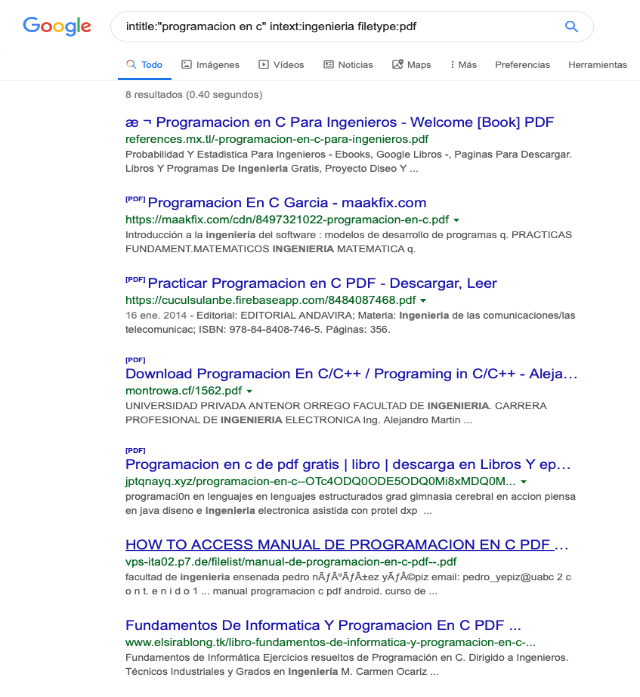 Google
intitle:"programacion en c" intext:ingenieria filetype:pdf
Todo Imágenes Vídeos Noticias Maps Más Preferencias Herramientas
8 resultados (0.40 segundos)
æ ¬ Programacion en C Para Ingenieros - Welcome [Book] PDF
references.mx.tl/-programacion-en-c-para-ingenieros.pdf
Probabilidad Y Estadistica Para Ingenieros - Ebooks, Google Libros -, Paginas Para Descargar.
Libros Y Programas De Ingenieria Gratis, Proyecto Diseo Y ...
[PDF] Programacion En C Garcia - maakfix.com
https://maakfix.com/cdn/8497321022-programacion-en-c.pdf
Introducción a la ingeniería del software : modelos de desarrollo de programas q. PRACTICAS
FUNDAMENT.MATEMATICOS INGENIERIA MATEMATICA q.
[PDF] Practicar Programacion en C PDF - Descargar, Leer
https://cuculsulanbe.firebaseapp.com/8484087468.pdf
16 ene. 2014 - Editorial: EDITORIAL ANDAVIRA; Materia: Ingenieria de las comunicaciones/las
telecomunicac; ISBN: 978-84-8408-746-5. Páginas: 356.
[PDF]
Download Programacion En C/C++ / Programing in C/C++ - Aleja…
montrowa.cf/1562.pdf
UNIVERSIDAD PRIVADA ANTENOR ORREGO FACULTAD DE INGENIERIA. CARRERA
PROFESIONAL DE INGENIERIA ELECTRONICA Ing. Alejandro Martin ...
[PDF]
Programacion en c de pdf gratis | libro | descarga en Libros Y ep…
jptqnayq.xyz/programacion-en-c--OTc4ODQ0ODE5ODQ0Mi8xMDQ0M...
programaci0n en lenguajes en lenguajes estructurados grad gimnasia cerebral en accion piensa
en java diseno e ingenieria electronica asistida con protel dxp ...
HOW TO ACCESS MANUAL DE PROGRAMACION EN C PDF ...
vps-ita02.p7.de/filelist/manual-de-programacion-en-c-pdf--.pdf
facultad de ingenieria ensenada pedro nÃƒÂºÃƒÂ±ez yÃƒÂ©piz email: pedro_yepiz@uabc 2 c
o n t. e n i d o 1 ... manual programacion c pdf android. curso de ...
Fundamentos De Informatica Y Programacion En C PDF ...
www.elsirablong.tk/libro-fundamentos-de-informatica-y-programacion-en-c-...
Fundamentos de Informática Ejercicios resueltos de Programación en C. Dirigido a Ingenieros.
Técnicos Industriales y Grados en Ingeniería M. Carmen Ocariz ...